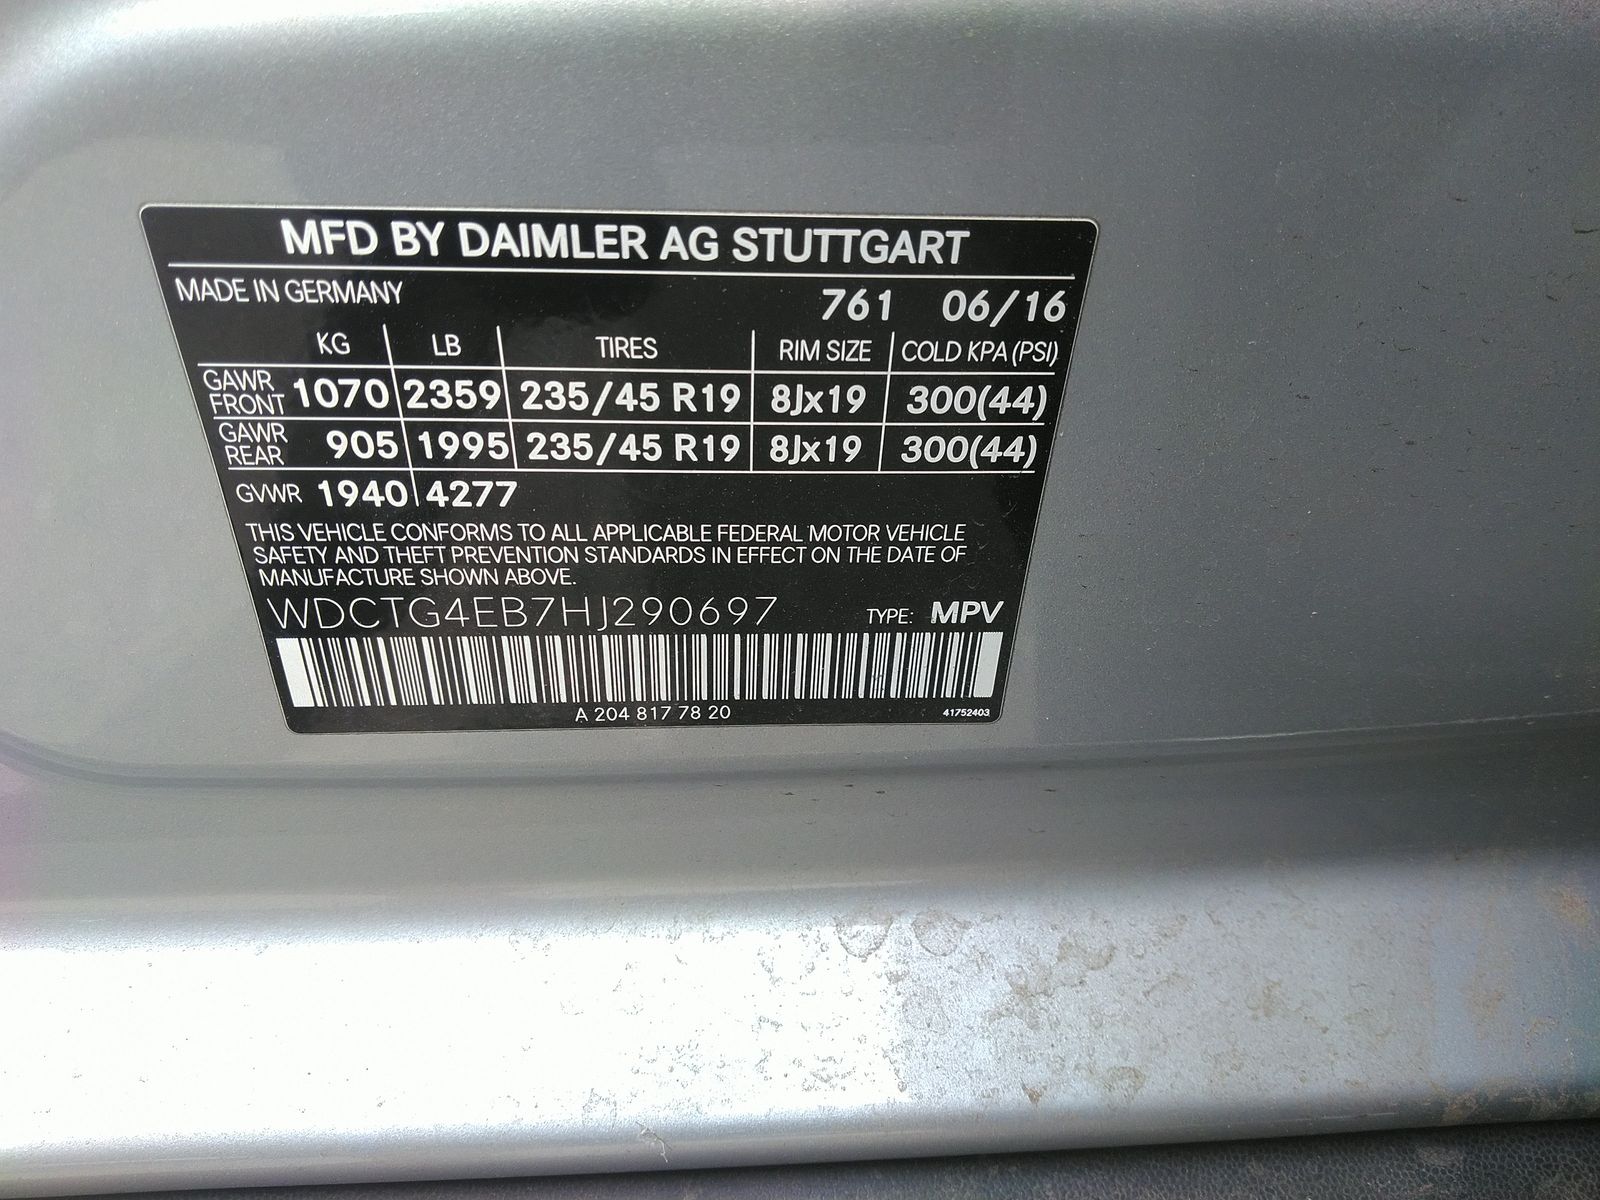 MFD BY DAIMLER AG STUTTGART
MADE IN GERMANY 761 06/16
KG LB TIRES RIM SIZE COLD KPA (PSI)
GAWR FRONT 1070 2359 235/45 R19 8Jx19 300(44)
GAWR REAR 905 1995 235/45 R19 8Jx19 300(44)
GVWR 1940 4277
THIS VEHICLE CONFORMS TO ALL APPLICABLE FEDERAL MOTOR VEHICLE
SAFETY AND THEFT PREVENTION STANDARDS IN EFFECT ON THE DATE OF
MANUFACTURE SHOWN ABOVE.
WDCTG4EB7HJ290697 TYPE: MPV
A 204 817 78 20 41752403